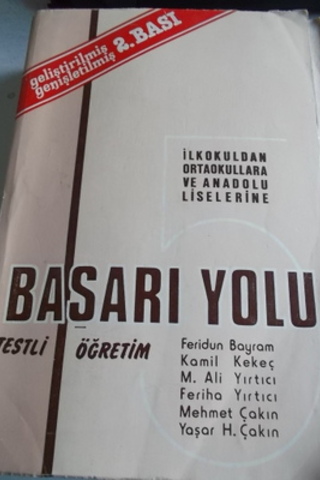 geliştirilmiş
genişletilmiş 2. BASI
İLKOKULDAN
ORTAOKULLARA
VE ANADOLU
LİSELERİNE
5
BAŞARI YOLU
TESTLİ ÖĞRETİM
Feridun Bayram
Kamil Kekeç
M. Ali Yırtıcı
Feriha Yırtıcı
Mehmet Çakın
Yaşar H. Çakın